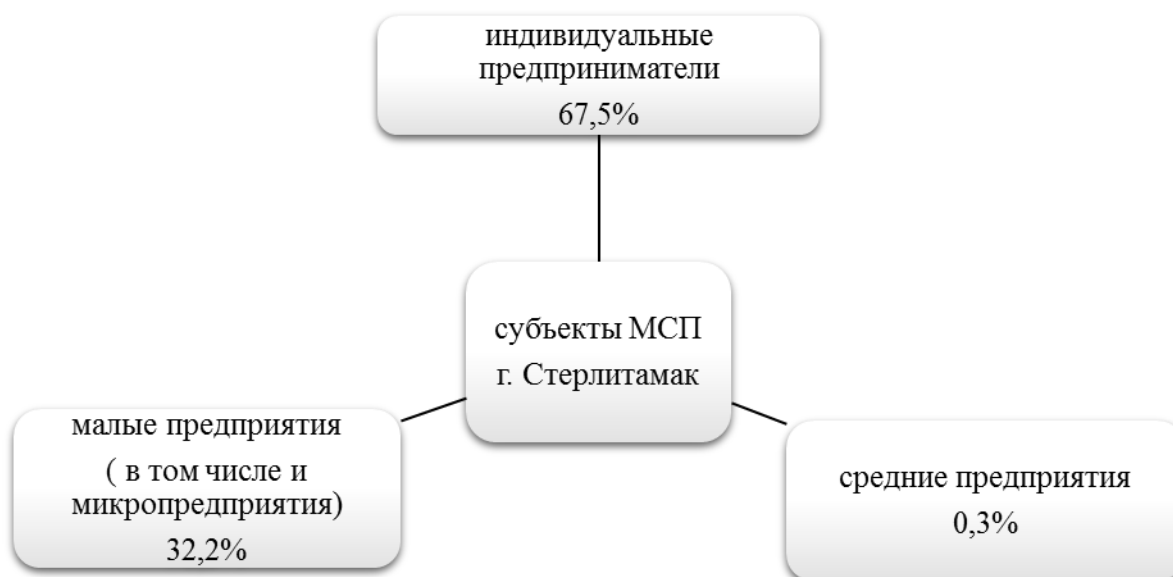 индивидуальные
предприниматели
67,5%
субъекты МСП
г. Стерлитамак
малые предприятия
( в том числе и
микропредприятия)
32,2%
средние предприятия
0,3%